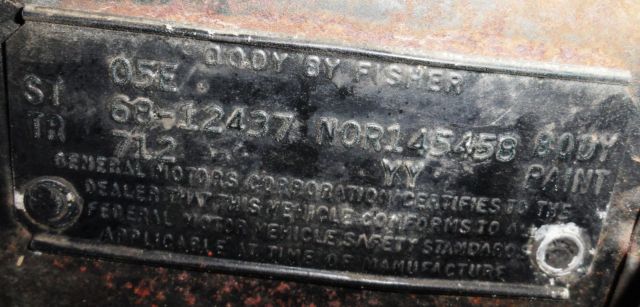 05E BODY BY FISHER
ST 68-12437 NOR145458 BODY
TR 712 YY PAINT
GENERAL MOTORS CORPORATION CERTIFIES TO THE
DEALER THAT THIS VEHICLE CONFORMS TO ALL
FEDERAL MOTOR VEHICLE SAFETY STANDARDS
APPLICABLE AT TIME OF MANUFACTURE